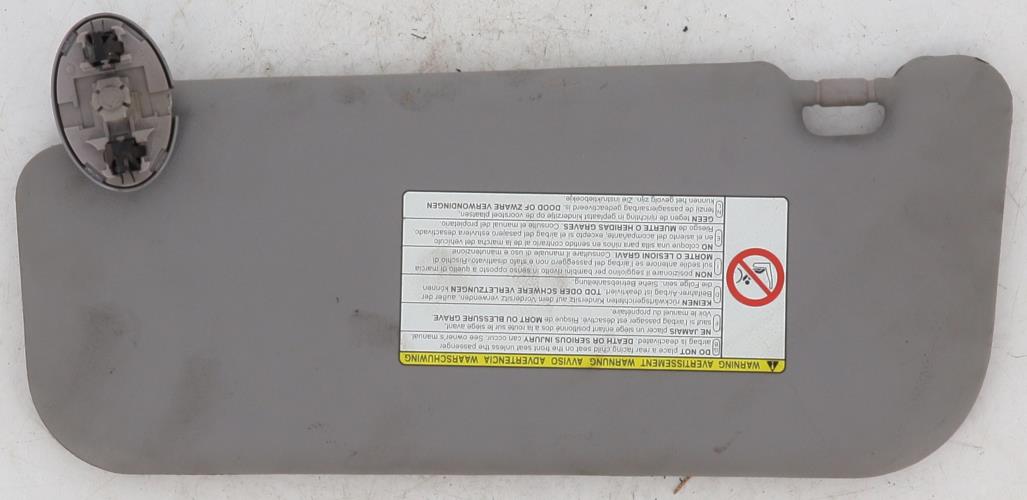 WARNING AVERTISSEMENT WARNUNG AVISO ADVERTENCIA WAARSCHUWING
DO NOT place a rear facing child seat on the front seat unless the passenger
airbag is deactivated. DEATH OR SERIOUS INJURY can occur. See owner's manual.
NE JAMAIS placer un siège enfant positionné dos à la route sur le siège avant,
sauf si l'airbag passager est désactivé. Risque de MORT OU BLESSURE GRAVE
Voir le manuel du propriétaire.
KEINEN rückwärtsgerichteten Kindersitz auf dem Vordersitz verwenden, außer der
Beifahrer-Airbag ist deaktiviert. TOD ODER SCHWERE VERLETZUNGEN können
die Folge sein. Siehe Betriebsanleitung.
NON posizionare il seggiolino per bambini rivolto in senso opposto a quello di marcia
sul sedile anteriore se l'airbag del passeggero non è stato disattivato! Rischio di
MORTE O LESIONI GRAVI. Consultare il manuale di uso e manutenzione
NO coloque una silla para niños en sentido contrario al de la marcha del vehículo
en el asiento del acompañante, excepto si el airbag del pasajero estuviera desactivado.
Riesgo de MUERTE O HERIDAS GRAVES. Consulte el manual del propietario.
GEEN tegen de rijrichting in geplaatst kinderzitje op de voorstoel plaatsen,
tenzij de passagiersairbag gedeactiveerd is. DOOD OF ZWARE VERWONDINGEN
kunnen het gevolg zijn. Zie instructieboekje.